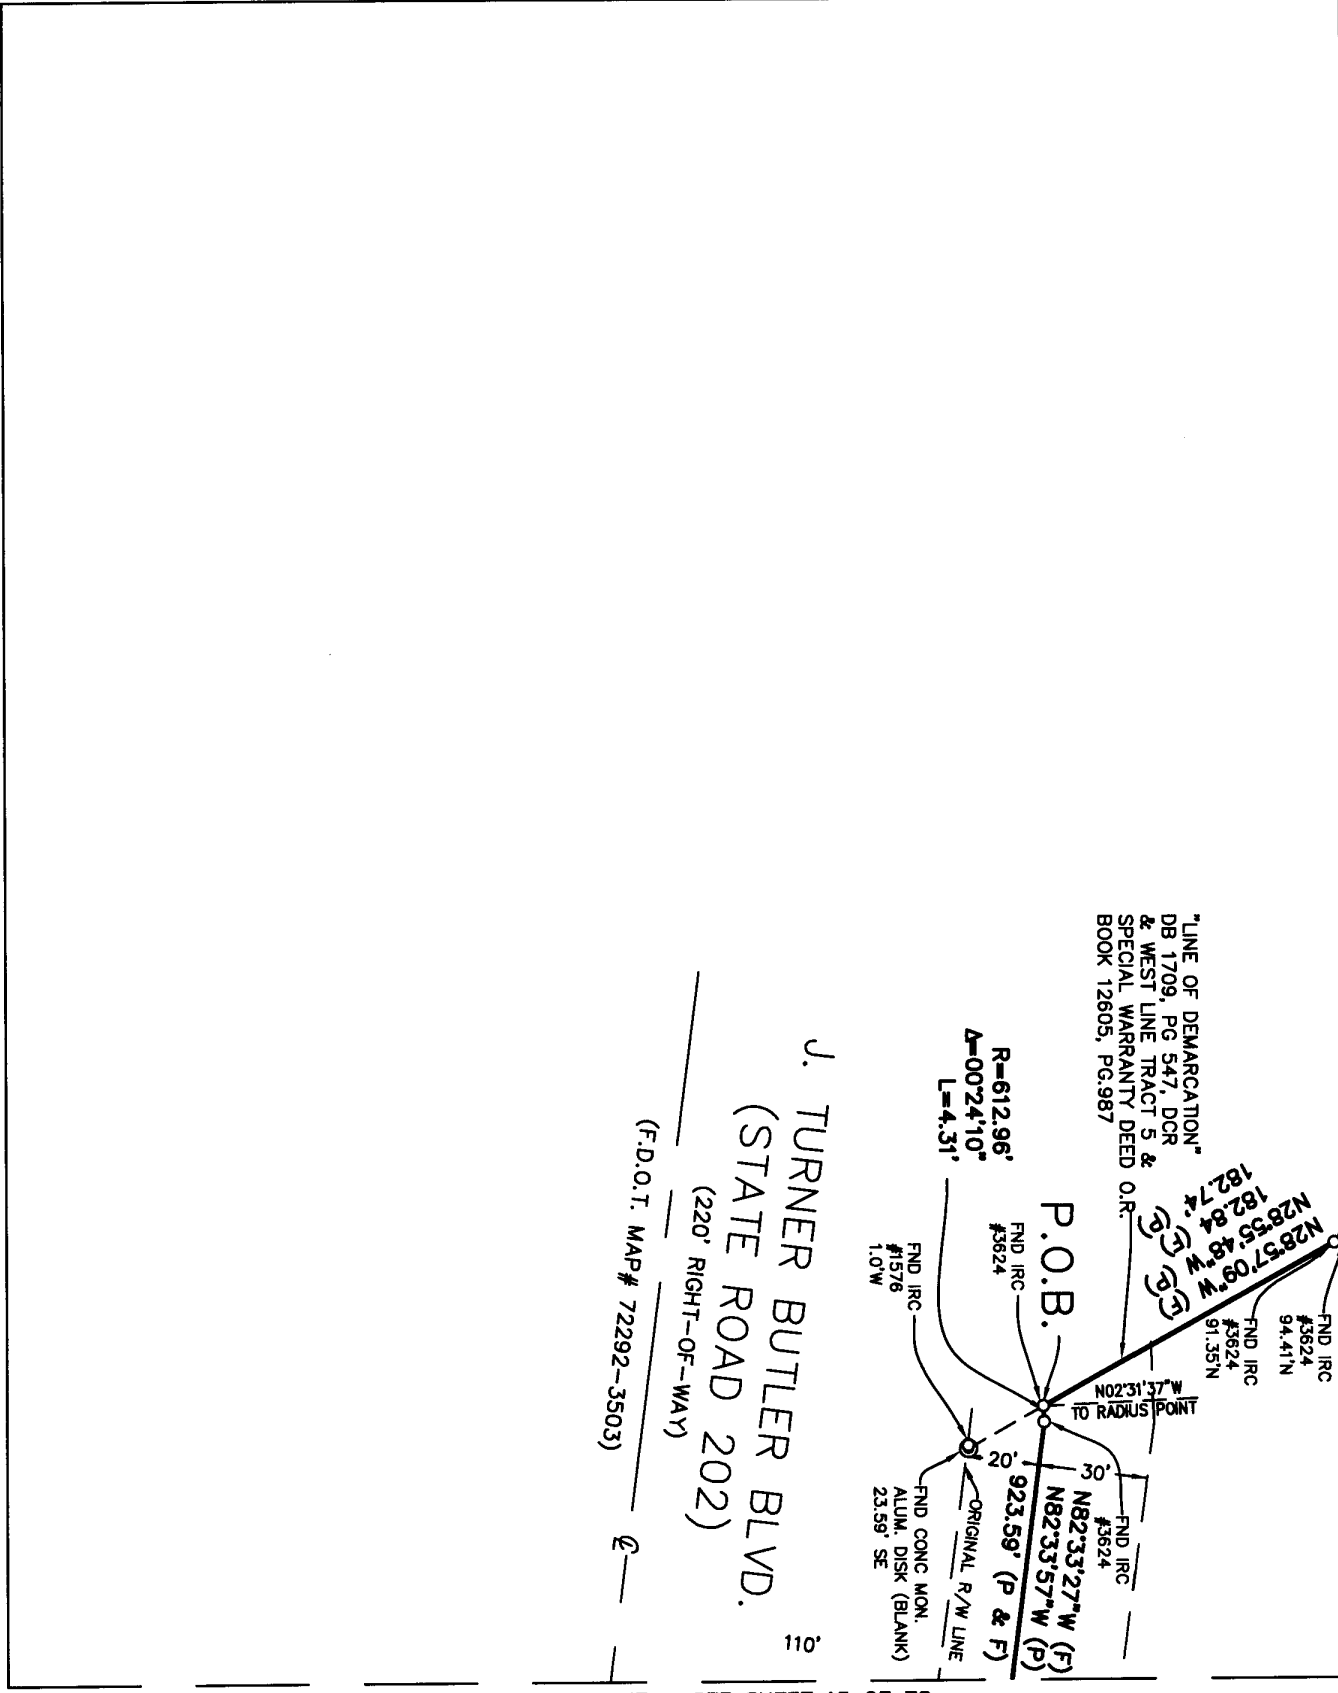 "LINE OF DEMARCATION"
DB 1709, PG 547, DCR
& WEST LINE TRACT 5 &
SPECIAL WARRANTY DEED O.R.
BOOK 12605, PG.987
N28°57'09"W (F)
N28°55'48"W (P)
182.84' (F)
182.74' (P)
FND IRC
#3624
94.41'N
FND IRC
#3624
91.35'N
N02°31'37"W
TO RADIUS POINT
R=612.96'
Δ=00°24'10"
L=4.31'
P.O.B.
FND IRC
#3624
FND IRC
#1576
1.0'W
20'
30'
FND IRC
#3624
N82°33'27"W (F)
N82°33'57"W (P)
923.59' (P & F)
ORIGINAL R/W LINE
FND CONC MON.
ALUM. DISK (BLANK)
23.59' SE
J. TURNER BUTLER BLVD.
(STATE ROAD 202)
(220' RIGHT-OF-WAY)
(F.D.O.T. MAP# 72292-3503)
110'